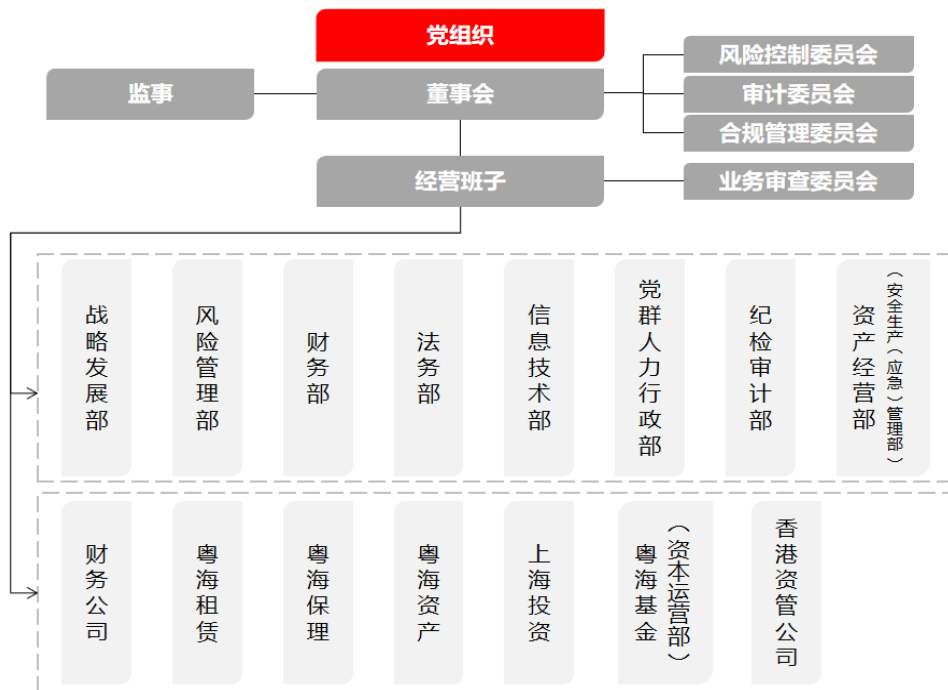 党组织
风险控制委员会
监事
董事会
审计委员会
合规管理委员会
经营班子
业务审查委员会
战略发展部
风险管理部
财务部
法务部
信息技术部
党群人力行政部
纪检审计部
资产经营部
（安全生产（应急）管理部）
财务公司
粤海租赁
粤海保理
粤海资产
上海投资
粤海基金
（资本运营部）
香港资管公司